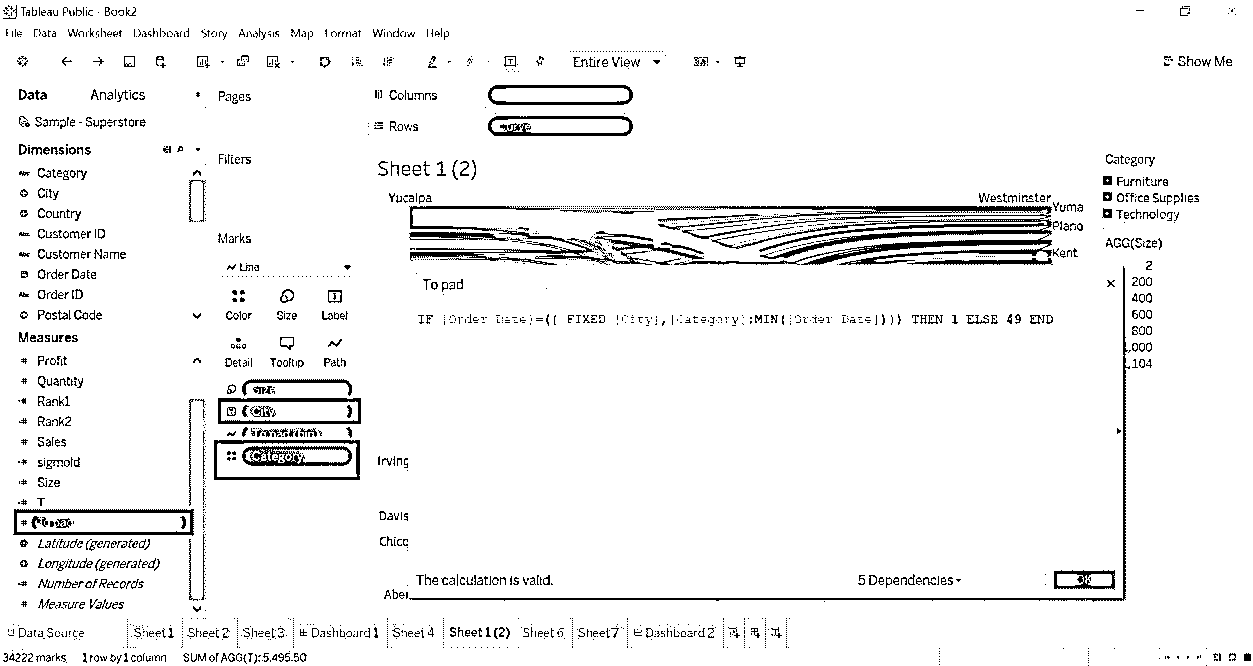 Tableau Public - Book2
File Data Worksheet Dashboard Story Analysis Map Format Window Help
Entire View
Show Me
Data Analytics
Pages
Columns
Sample - Superstore
Rows
Dimensions
Filters
Sheet 1 (2)
Category
Category
City
Country
Customer ID
Customer Name
Order Date
Order ID
Postal Code
Yucaipa
Westminster
Yuma
Plano
Kent
Furniture
Office Supplies
Technology
AGG(Size)
2
200
400
600
800
1,104
Marks
Line
Color Size Label
Detail Tooltip Path
Size
City
Category
To pad
IF [Order Date]=({ FIXED [City],[Category]:MIN([Order Date])}) THEN 1 ELSE 49 END
Measures
Profit
Quantity
Rank1
Rank2
Sales
sigmoid
Size
T
To pad
Latitude (generated)
Longitude (generated)
Number of Records
Measure Values
Irving
Davis
The calculation is valid.
5 Dependencies
OK
Data Source Sheet 1 Sheet 2 Sheet 3 Dashboard 1 Sheet 4 Sheet 1 (2) Sheet 6 Sheet 7 Dashboard 2
34222 marks 1 row by 1 column SUM of AGG(T): 5,495.50